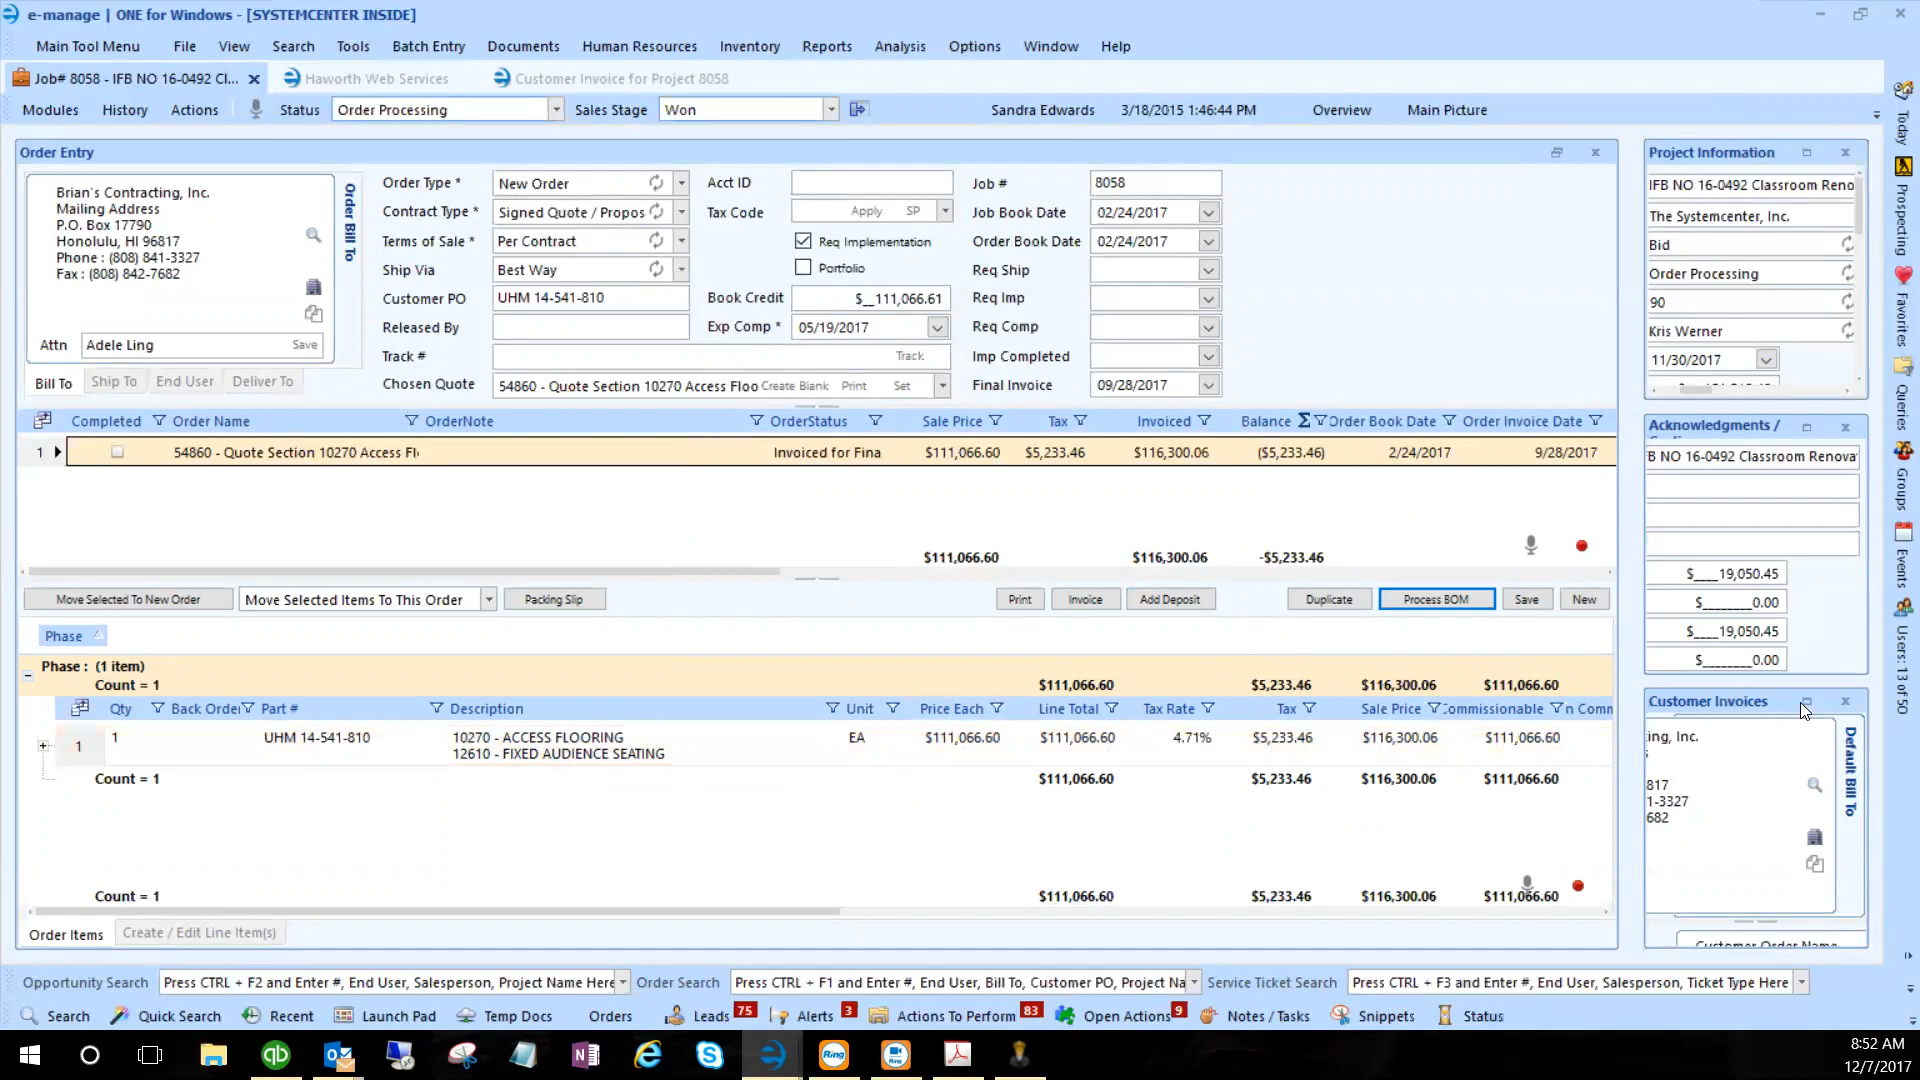 e-manage | ONE for Windows - [SYSTEMCENTER INSIDE]
Main Tool Menu File View Search Tools Batch Entry Documents Human Resources Inventory Reports Analysis Options Window Help
Job# 8058 - IFB NO 16-0492 Cl... Haworth Web Services Customer Invoice for Project 8058
Modules History Actions Status Order Processing Sales Stage Won Sandra Edwards 3/18/2015 1:46:44 PM Overview Main Picture
Order Entry
Brian's Contracting, Inc.
Mailing Address
P.O. Box 17790
Honolulu, HI 96817
Phone : (808) 841-3327
Fax : (808) 842-7682
Attn Adele Ling Save
Order Bill To
Bill To Ship To End User Deliver To
Order Type * New Order
Contract Type * Signed Quote / Propos
Terms of Sale * Per Contract
Ship Via Best Way
Customer PO UHM 14-541-810
Released By
Track # Track
Chosen Quote 54860 - Quote Section 10270 Access Floo Create Blank Print Set
Acct ID
Tax Code Apply SP
Req Implementation
Portfolio
Book Credit $__111,066.61
Exp Comp * 05/19/2017
Job # 8058
Job Book Date 02/24/2017
Order Book Date 02/24/2017
Req Ship
Req Imp
Req Comp
Imp Completed
Final Invoice 09/28/2017
Completed Order Name OrderNote OrderStatus Sale Price Tax Invoiced Balance Order Book Date Order Invoice Date
1 54860 - Quote Section 10270 Access Fl Invoiced for Fina $111,066.60 $5,233.46 $116,300.06 ($5,233.46) 2/24/2017 9/28/2017
$111,066.60 $116,300.06 -$5,233.46
Move Selected To New Order Move Selected Items To This Order Packing Slip Print Invoice Add Deposit Duplicate Process BOM Save New
Phase
Phase : (1 item)
Count = 1 $111,066.60 $5,233.46 $116,300.06 $111,066.60
Qty Back Order Part # Description Unit Price Each Line Total Tax Rate Tax Sale Price Commissionable n Comm
1 1 UHM 14-541-810 10270 - ACCESS FLOORING EA $111,066.60 $111,066.60 4.71% $5,233.46 $116,300.06 $111,066.60
12610 - FIXED AUDIENCE SEATING
Count = 1 $111,066.60 $5,233.46 $116,300.06 $111,066.60
Count = 1 $111,066.60 $5,233.46 $116,300.06 $111,066.60
Order Items Create / Edit Line Item(s)
Project Information
IFB NO 16-0492 Classroom Reno
The Systemcenter, Inc.
Bid
Order Processing
90
Kris Werner
11/30/2017
Acknowledgments /
B NO 16-0492 Classroom Renova
$____19,050.45
$________0.00
$____19,050.45
$________0.00
Customer Invoices
ing, Inc.
817
1-3327
682
Default Bill To
Customer Order Name
Today
Prospecting
Favorites
Queries
Groups
Events
Users: 13 of 50
Opportunity Search Press CTRL + F2 and Enter #, End User, Salesperson, Project Name Here Order Search Press CTRL + F1 and Enter #, End User, Bill To, Customer PO, Project Na Service Ticket Search Press CTRL + F3 and Enter #, End User, Salesperson, Ticket Type Here
Search Quick Search Recent Launch Pad Temp Docs Orders Leads 75 Alerts 3 Actions To Perform 83 Open Actions 9 Notes / Tasks Snippets Status
8:52 AM
12/7/2017